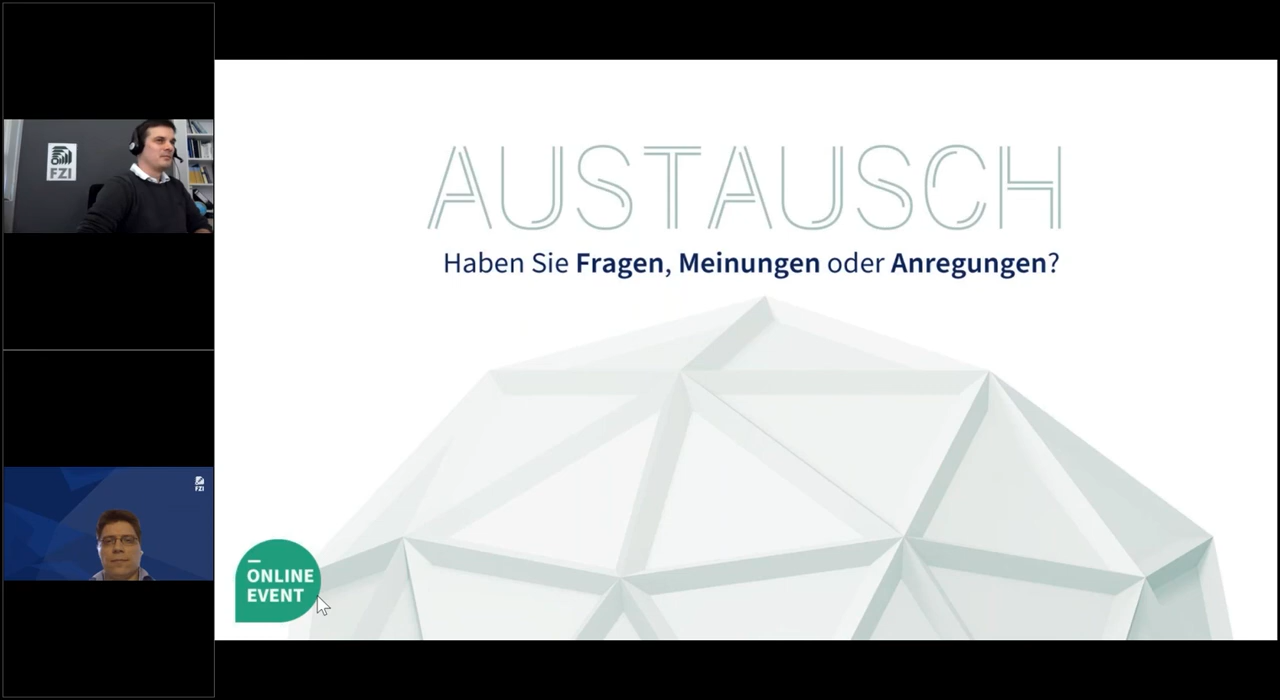 FZI
AUSTAUSCH
Haben Sie Fragen, Meinungen oder Anregungen?
FZI
ONLINE
EVENT